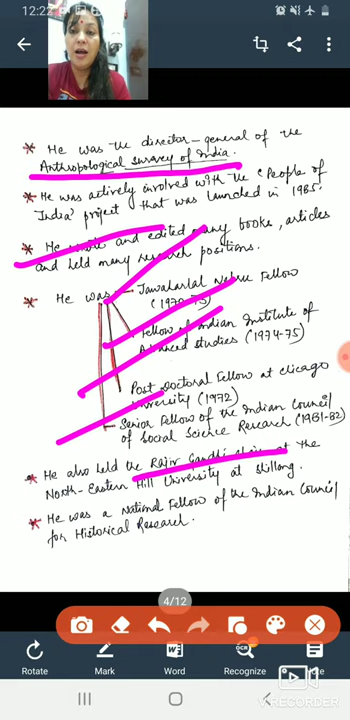 12:22
* He was the director-general of the
Anthropological Survey of India.
* He was actively involved with the "People of
India" project that was launched in 1985.
* He wrote and edited many books, articles
and held many research positions.
* He was Jawaharlal Nehru Fellow
(1970-
Fellow of Indian Institute of
Advanced studies (1974-75)
Post Doctoral Fellow at chicago
University (1972)
Senior Fellow of the Indian Council
of Social Science Research (1981-82)
* He also held the Rajiv Gandhi chair at the
North-Eastern Hill University at Shillong.
* He was a National Fellow of the Indian Council
for Historical Research.
4/12
OCR
Rotate Mark Word Recognize
VRECORDER